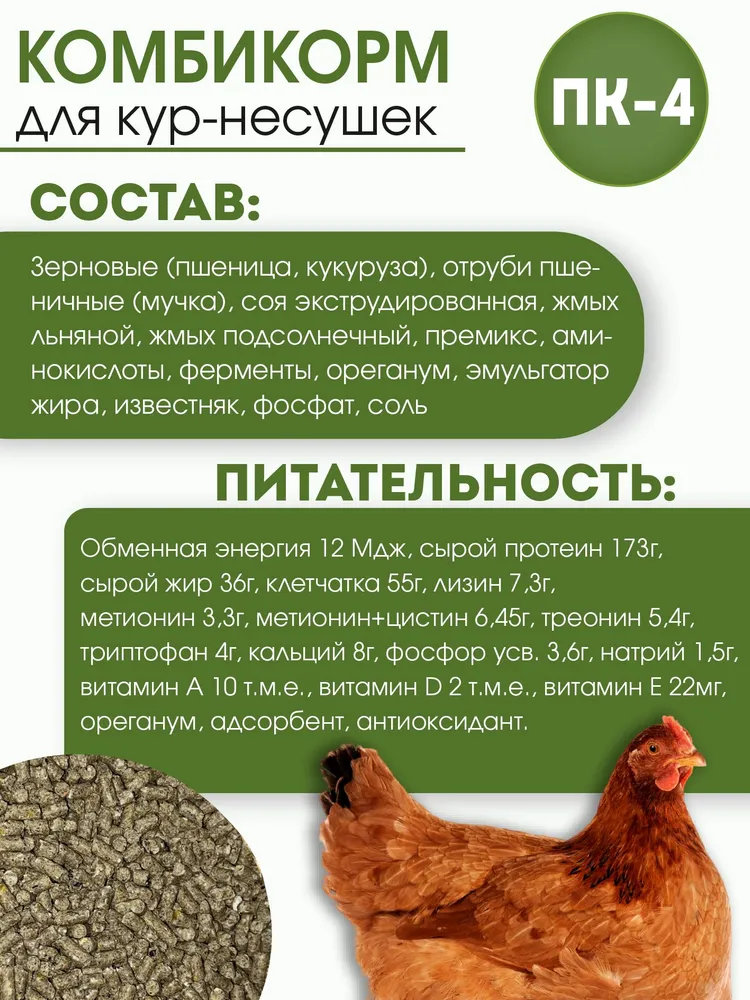 КОМБИКОРМ
для кур-несушек
ПК-4
СОСТАВ:
Зерновые (пшеница, кукуруза), отруби пше-
ничные (мучка), соя экструдированная, жмых
льняной, жмых подсолнечный, премикс, ами-
нокислоты, ферменты, ореганум, эмульгатор
жира, известняк, фосфат, соль
ПИТАТЕЛЬНОСТЬ:
Обменная энергия 12 Мдж, сырой протеин 173г,
сырой жир 36г, клетчатка 55г, лизин 7,3г,
метионин 3,3г, метионин+цистин 6,45г, треонин 5,4г,
триптофан 4г, кальций 8г, фосфор усв. 3,6г, натрий 1,5г,
витамин А 10 т.м.е., витамин D 2 т.м.е., витамин Е 22мг,
ореганум, адсорбент, антиоксидант.